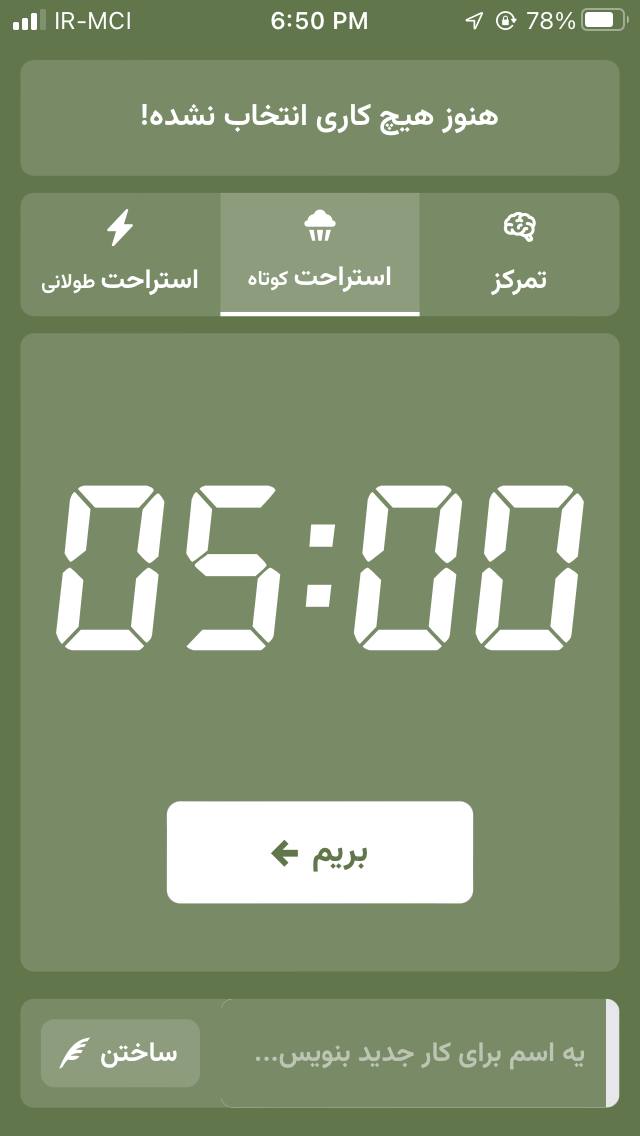 IR-MCI
6:50 PM
78%
هنوز هیچ کاری انتخاب نشده!
تمرکز
استراحت کوتاه
استراحت طولانی
05:00
بریم
یه اسم برای کار جدید بنویس...
ساختن